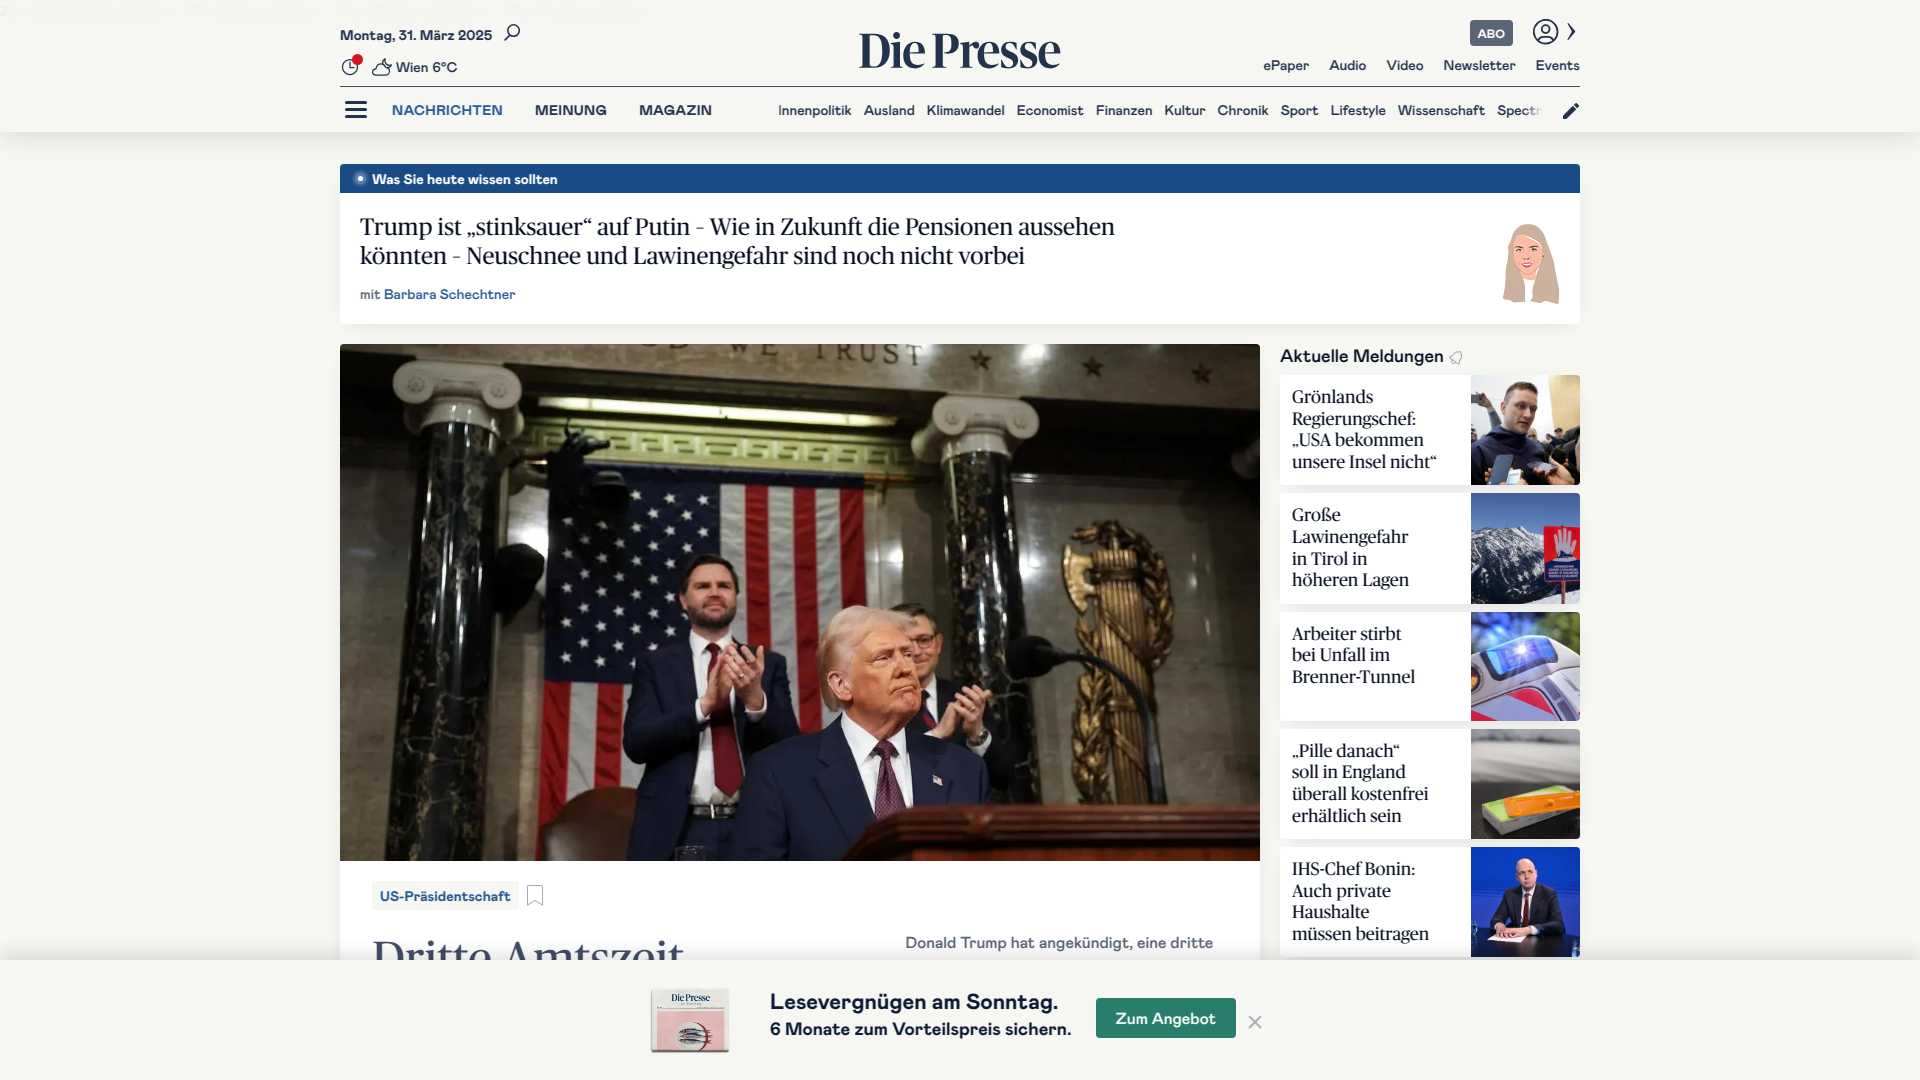 Montag, 31. März 2025
Wien 6°C
Die Presse
ABO
ePaper Audio Video Newsletter Events
NACHRICHTEN MEINUNG MAGAZIN
Innenpolitik Ausland Klimawandel Economist Finanzen Kultur Chronik Sport Lifestyle Wissenschaft Spectr
Was Sie heute wissen sollten
Trump ist „stinksauer“ auf Putin – Wie in Zukunft die Pensionen aussehen
könnten – Neuschnee und Lawinengefahr sind noch nicht vorbei
mit Barbara Schechtner
WE TRUST
US-Präsidentschaft
Dritte Amtszeit
Donald Trump hat angekündigt, eine dritte
Aktuelle Meldungen
Grönlands
Regierungschef:
„USA bekommen
unsere Insel nicht“
Große
Lawinengefahr
in Tirol in
höheren Lagen
Arbeiter stirbt
bei Unfall im
Brenner-Tunnel
„Pille danach“
soll in England
überall kostenfrei
erhältlich sein
IHS-Chef Bonin:
Auch private
Haushalte
müssen beitragen
Die Presse
Lesevergnügen am Sonntag.
6 Monate zum Vorteilspreis sichern.
Zum Angebot